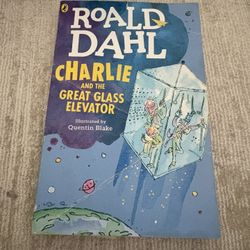 ROALD
DAHL
CHARLIE
AND THE
GREAT GLASS
ELEVATOR
Illustrated by
Quentin Blake